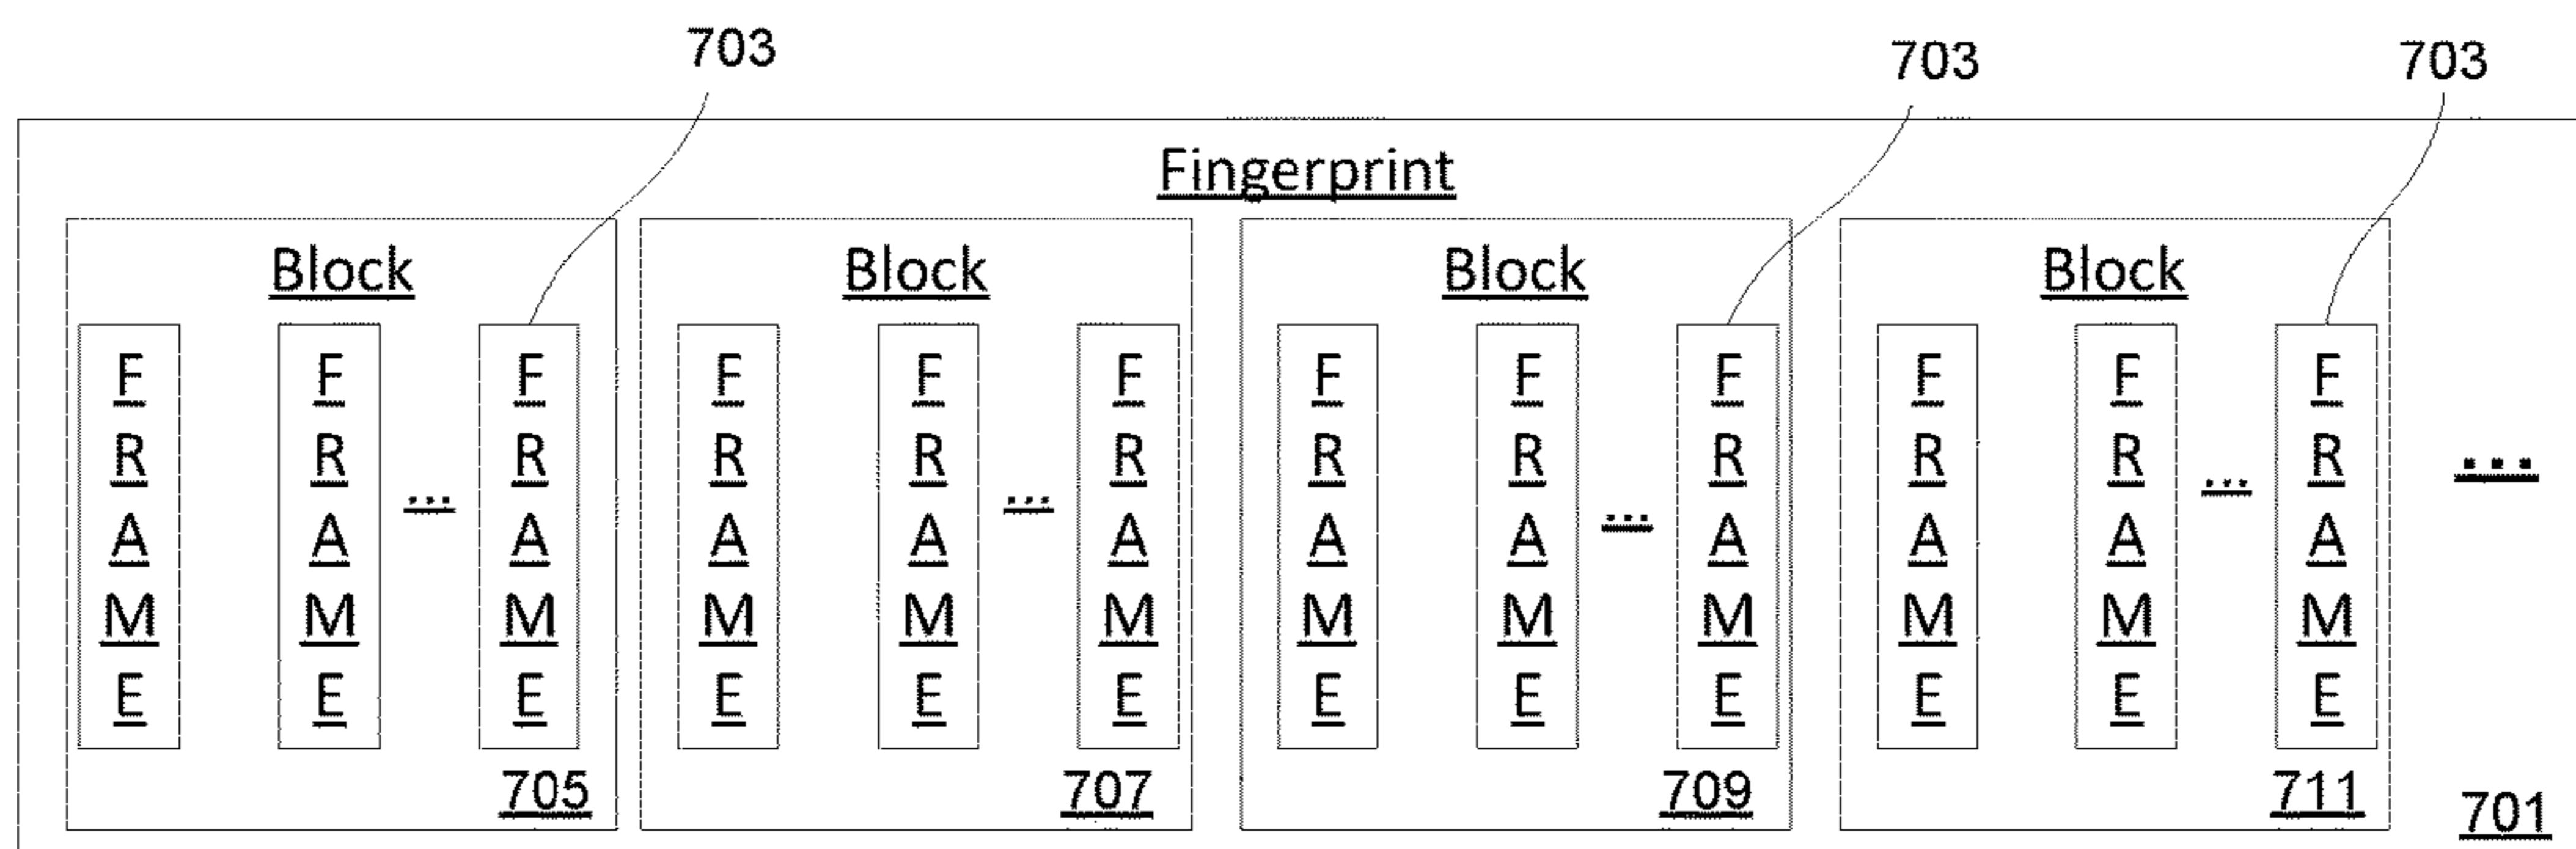 703 703 703
Fingerprint
Block Block Block Block
F F F F F F F F F F F F
R R R R R R R R R R R R
... ... ... ... ...
A A A A A A A A A A A A
M M M M M M M M M M M M
E E E E E E E E E E E E
705 707 709 711 701